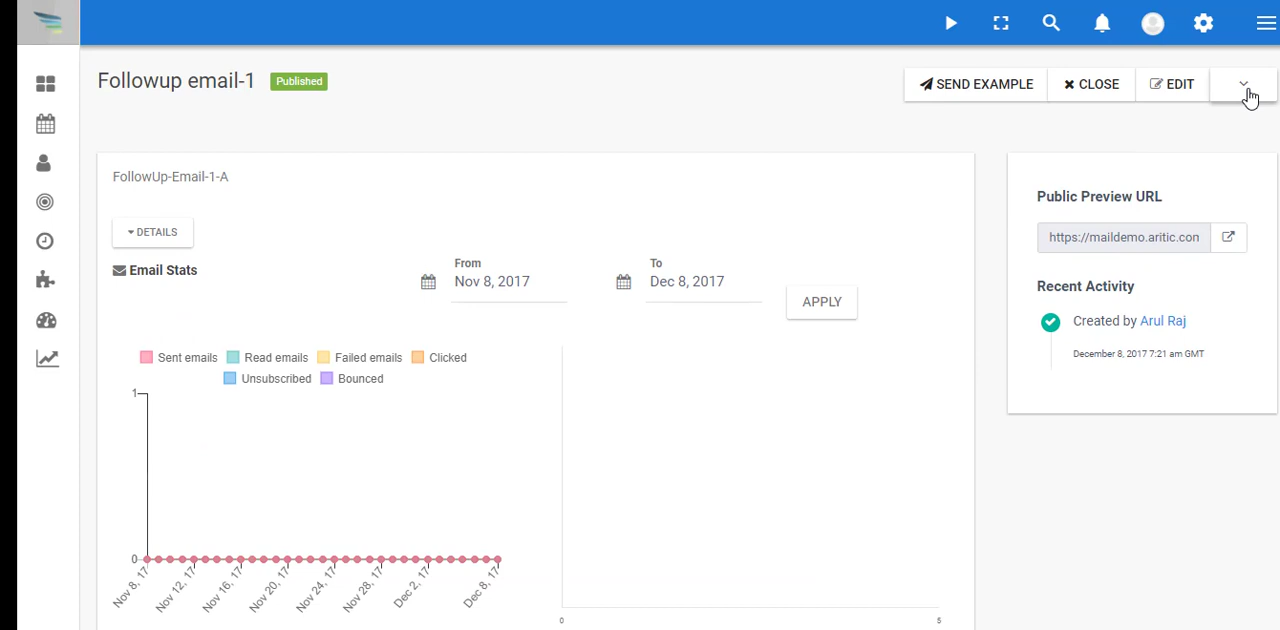 Followup email-1 Published
SEND EXAMPLE CLOSE EDIT
FollowUp-Email-1-A
DETAILS
Email Stats
From
Nov 8, 2017
To
Dec 8, 2017
APPLY
Sent emails Read emails Failed emails Clicked
Unsubscribed Bounced
1
0
Nov 8, 17 Nov 12, 17 Nov 16, 17 Nov 20, 17 Nov 24, 17 Nov 28, 17 Dec 2, 17 Dec 8, 17
0 5
Public Preview URL
https://maildemo.aritic.con
Recent Activity
Created by Arul Raj
December 8, 2017 7:21 am GMT